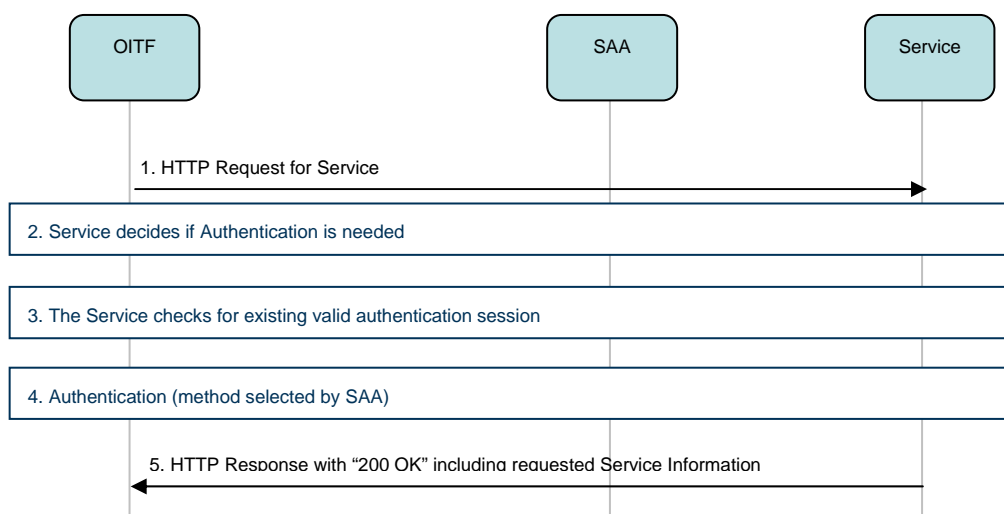 OITF
SAA
Service
1. HTTP Request for Service
2. Service decides if Authentication is needed
3. The Service checks for existing valid authentication session
4. Authentication (method selected by SAA)
5. HTTP Response with “200 OK” including requested Service Information